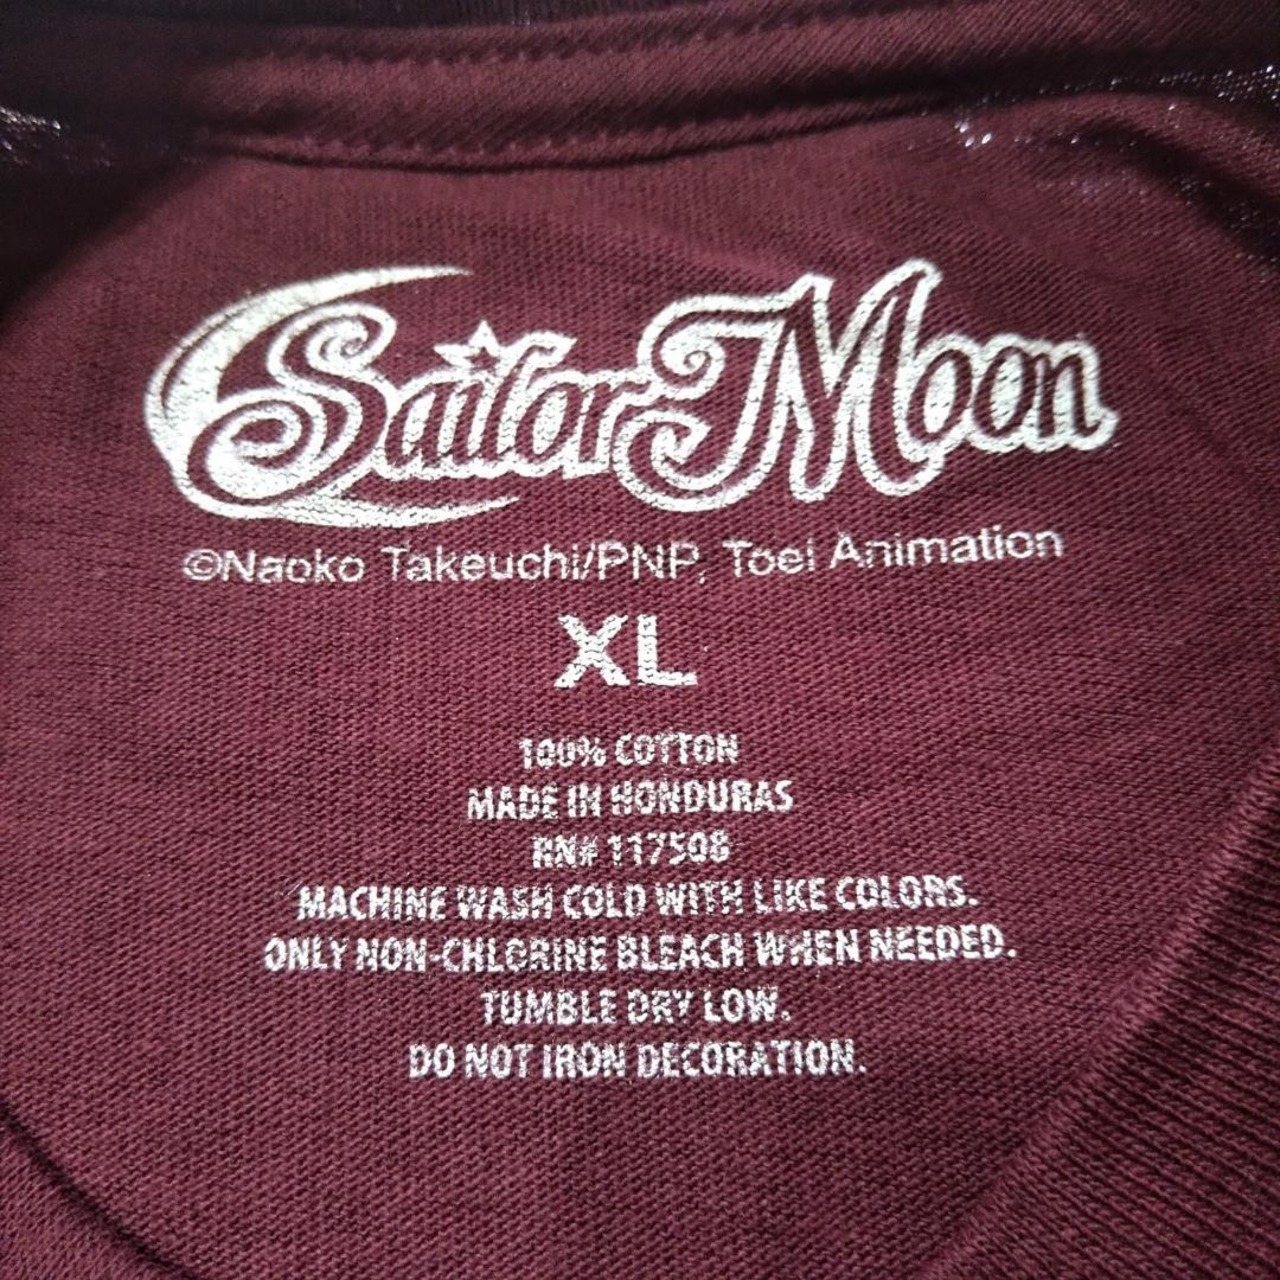 Sailor Moon
©Naoko Takeuchi/PNP, Toei Animation
XL
100% COTTON
MADE IN HONDURAS
RN# 117508
MACHINE WASH COLD WITH LIKE COLORS.
ONLY NON-CHLORINE BLEACH WHEN NEEDED.
TUMBLE DRY LOW.
DO NOT IRON DECORATION.